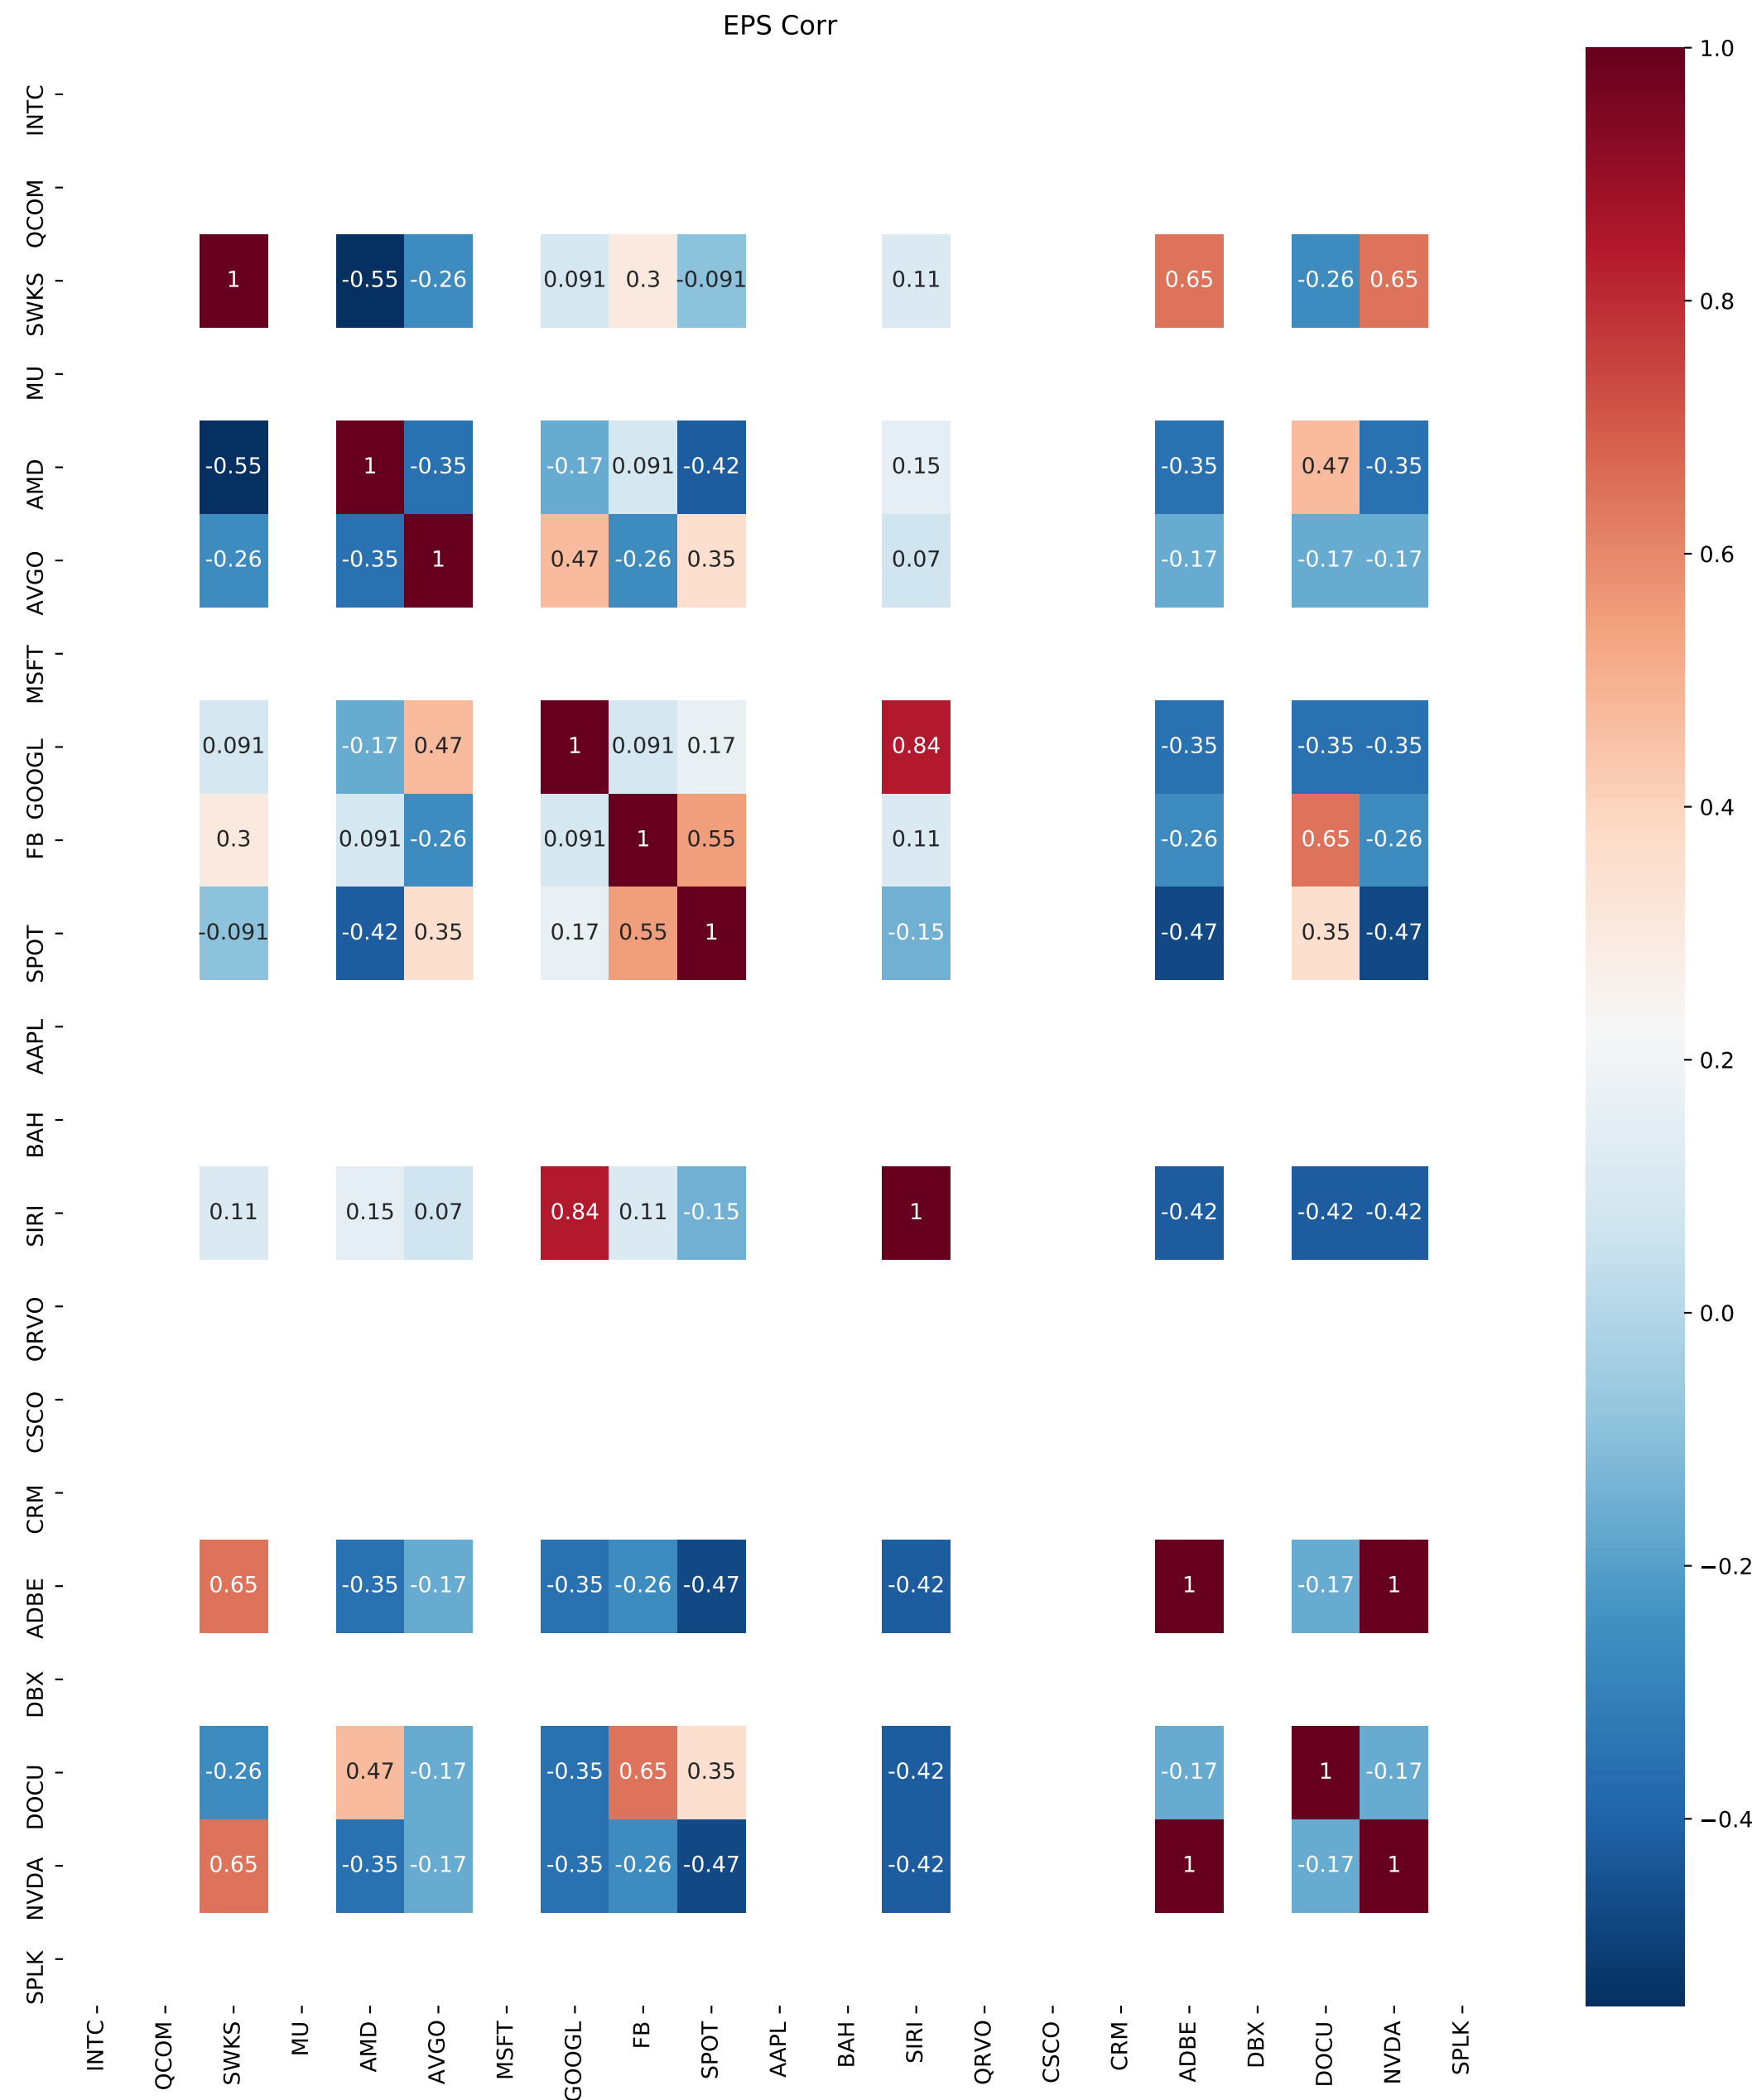 EPS Corr
1.0
INTC
QCOM
SWKS 1 -0.55 -0.26 0.091 0.3 -0.091 0.11 0.65 -0.26 0.65
0.8
MU
AMD -0.55 1 -0.35 -0.17 0.091 -0.42 0.15 -0.35 0.47 -0.35
AVGO -0.26 -0.35 1 0.47 -0.26 0.35 0.07 -0.17 -0.17 -0.17
0.6
MSFT
GOOGL 0.091 -0.17 0.47 1 0.091 0.17 0.84 -0.35 -0.35 -0.35
0.4
FB 0.3 0.091 -0.26 0.091 1 0.55 0.11 -0.26 0.65 -0.26
SPOT -0.091 -0.42 0.35 0.17 0.55 1 -0.15 -0.47 0.35 -0.47
AAPL
0.2
BAH
SIRI 0.11 0.15 0.07 0.84 0.11 -0.15 1 -0.42 -0.42 -0.42
QRVO
0.0
CSCO
CRM
−0.2
ADBE 0.65 -0.35 -0.17 -0.35 -0.26 -0.47 -0.42 1 -0.17 1
DBX
DOCU -0.26 0.47 -0.17 -0.35 0.65 0.35 -0.42 -0.17 1 -0.17
−0.4
NVDA 0.65 -0.35 -0.17 -0.35 -0.26 -0.47 -0.42 1 -0.17 1
SPLK
INTC QCOM SWKS MU AMD AVGO MSFT GOOGL FB SPOT AAPL BAH SIRI QRVO CSCO CRM ADBE DBX DOCU NVDA SPLK